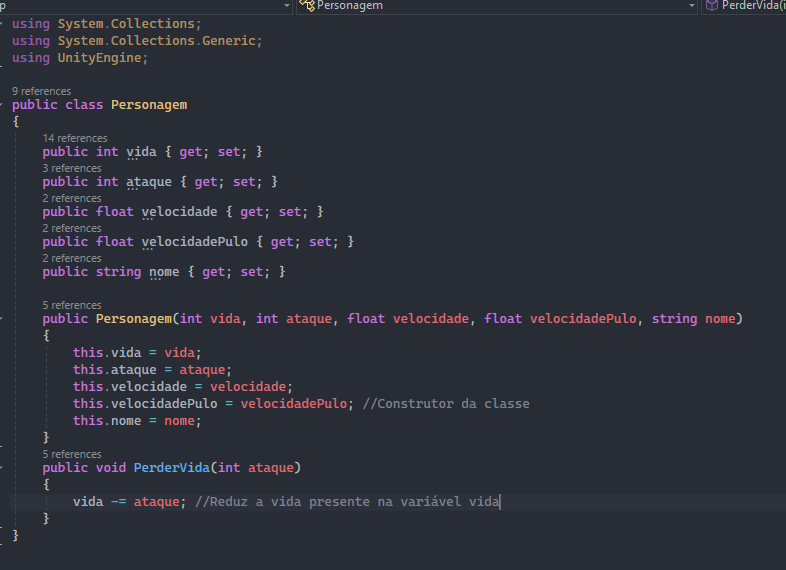 p Personagem PerderVida(i
using System.Collections;
using System.Collections.Generic;
using UnityEngine;
9 references
public class Personagem
{
14 references
public int vida { get; set; }
3 references
public int ataque { get; set; }
2 references
public float velocidade { get; set; }
2 references
public float velocidadePulo { get; set; }
2 references
public string nome { get; set; }
5 references
public Personagem(int vida, int ataque, float velocidade, float velocidadePulo, string nome)
{
this.vida = vida;
this.ataque = ataque;
this.velocidade = velocidade;
this.velocidadePulo = velocidadePulo; //Construtor da classe
this.nome = nome;
}
5 references
public void PerderVida(int ataque)
{
vida -= ataque; //Reduz a vida presente na variável vida
}
}